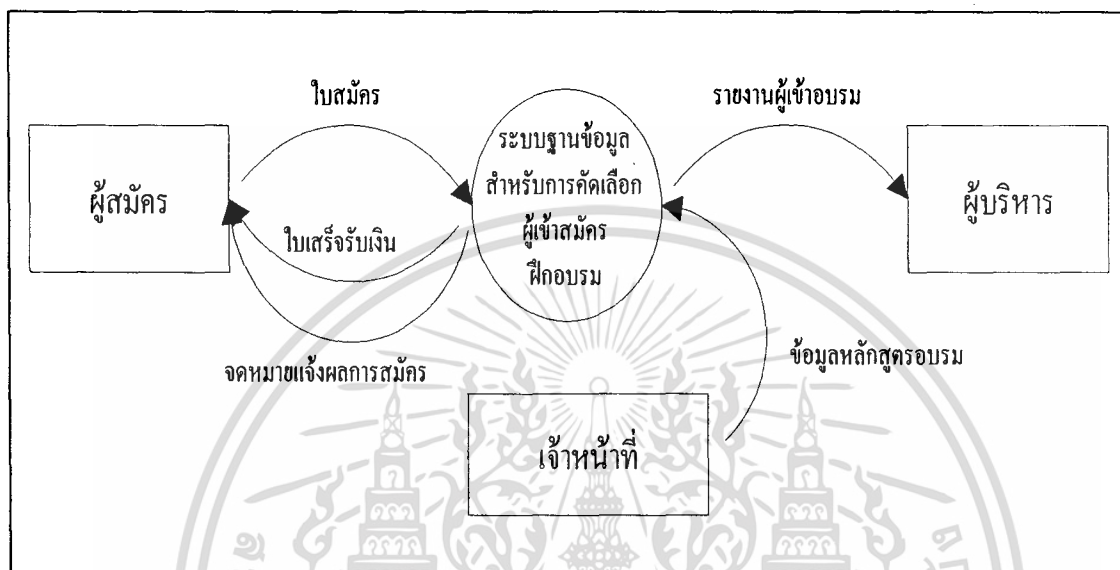 ใบสมัคร
รายงานผู้เข้าอบรม
ระบบฐานข้อมูล
สำหรับการคัดเลือก
ผู้เข้าสมัคร
ฝึกอบรม
ผู้สมัคร
ผู้บริหาร
ใบเสร็จรับเงิน
จดหมายแจ้งผลการสมัคร
ข้อมูลหลักสูตรอบรม
เจ้าหน้าที่